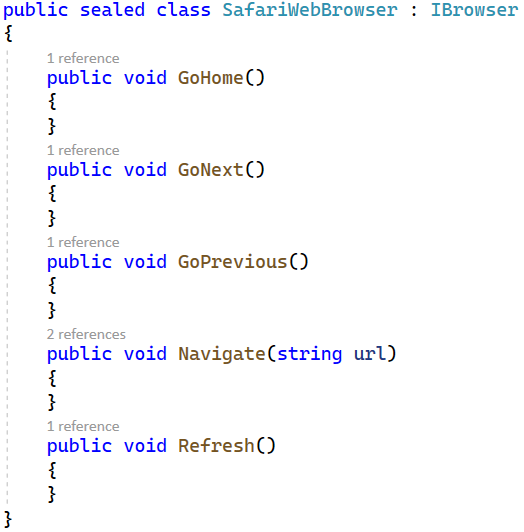 public sealed class SafariWebBrowser : IBrowser
{
1 reference
public void GoHome()
{
}
1 reference
public void GoNext()
{
}
1 reference
public void GoPrevious()
{
}
2 references
public void Navigate(string url)
{
}
1 reference
public void Refresh()
{
}
}